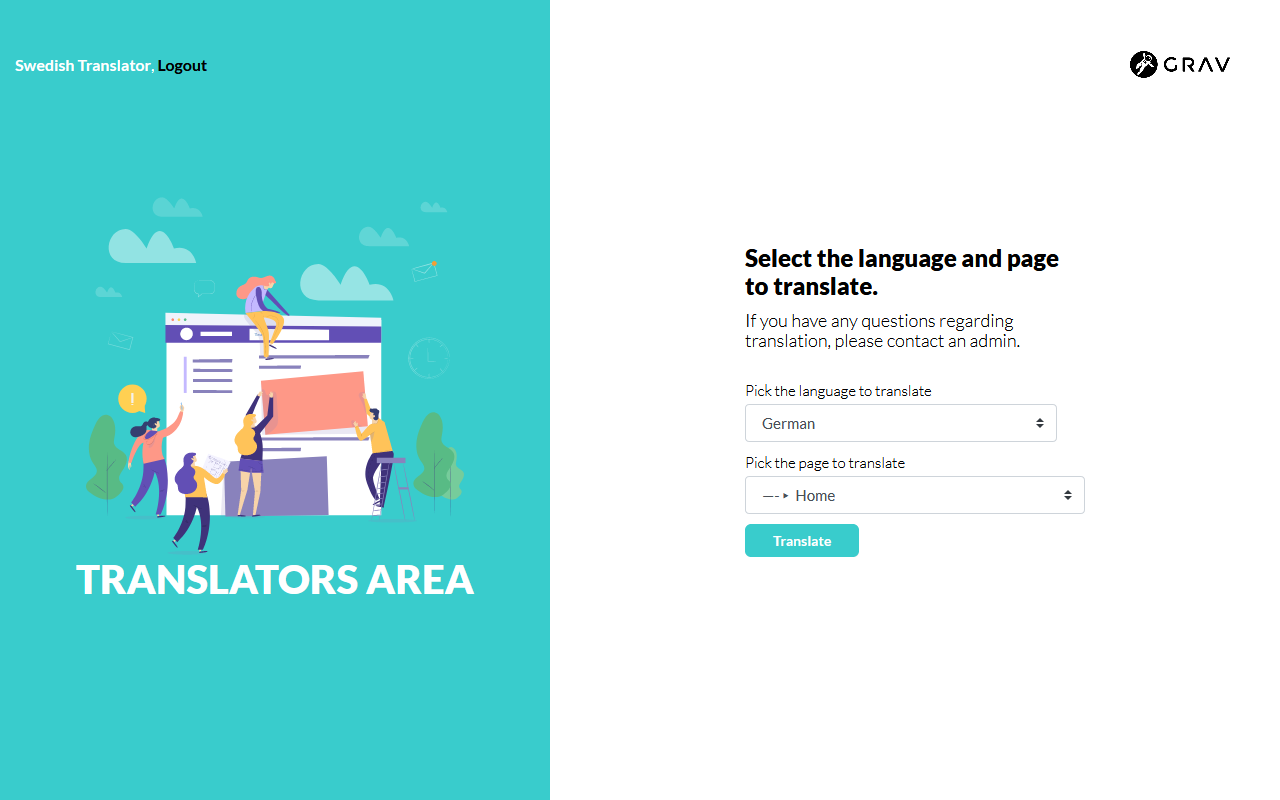 Swedish Translator, Logout
GRAV
TRANSLATORS AREA
Select the language and page
to translate.
If you have any questions regarding
translation, please contact an admin.
Pick the language to translate
German
Pick the page to translate
—-‣ Home
Translate